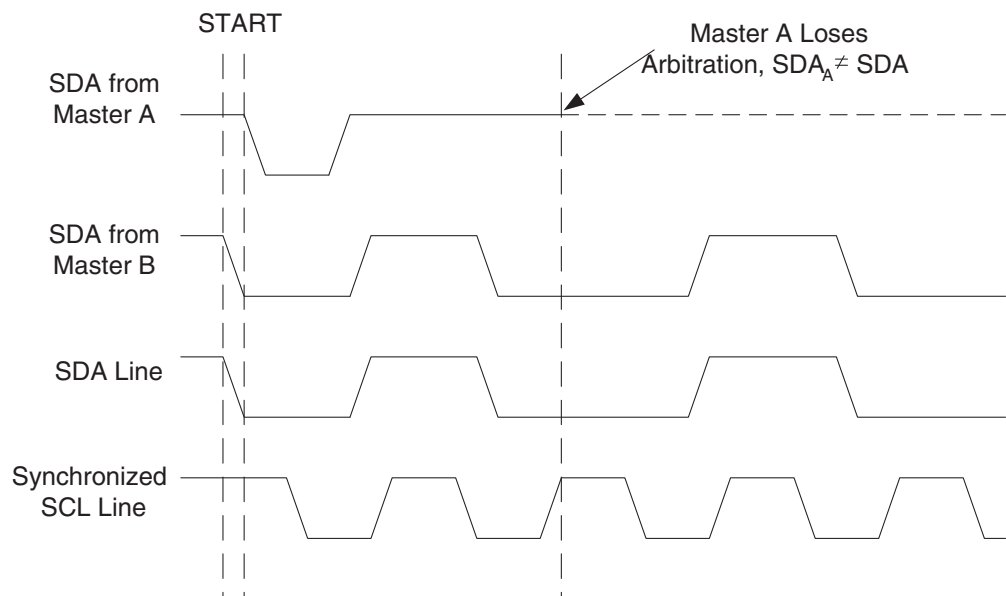 START
Master A Loses
Arbitration, SDA_A ≠ SDA
SDA from
Master A
SDA from
Master B
SDA Line
Synchronized
SCL Line